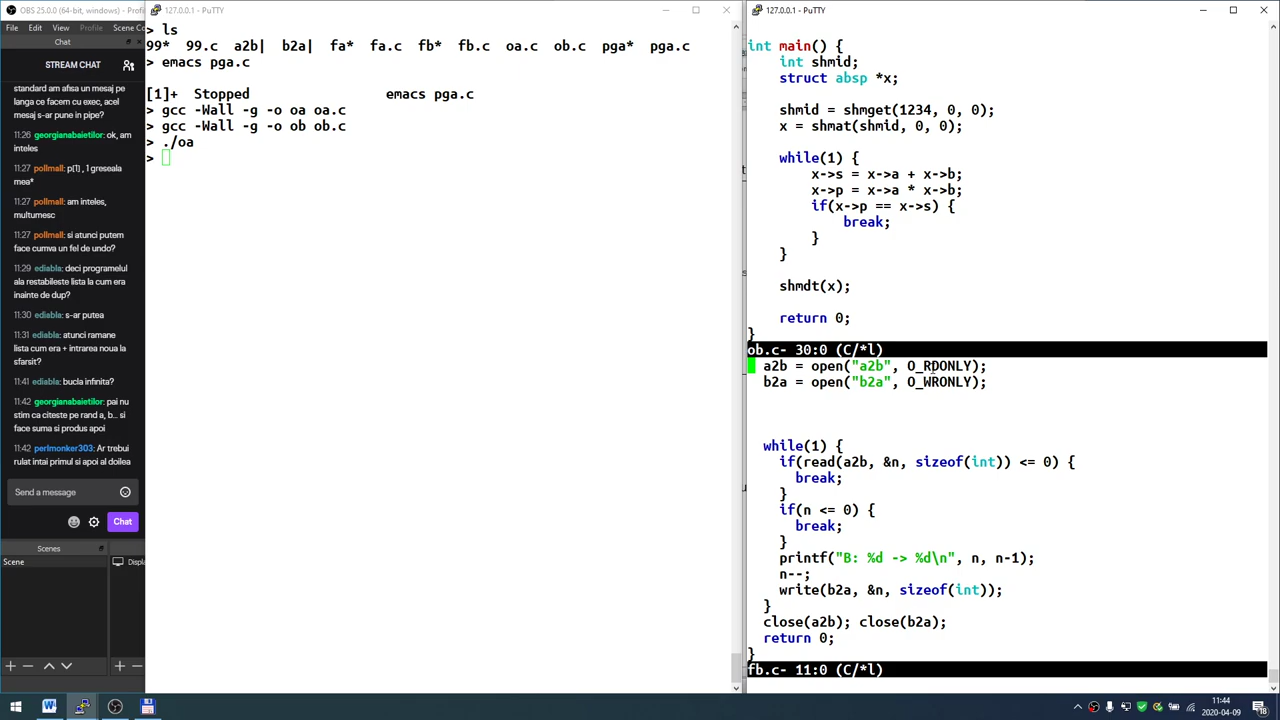 OBS 25.0.0 (64-bit, windows) - Profile
File Edit View Profile Scene Co
Chat
STREAM CHAT
standard am afisa un mesaj pe
langa ce facem cu exec, acel
mesaj s-ar pune in pipe?
11:26 georgianabaietilor: ok, am
inteles
11:27 pollmall: p(1) , 1 greseala
mea*
11:27 pollmall: am inteles,
multumesc
11:27 pollmall: si atunci putem
face cumva un fel de undo?
11:29 ediabla: deci programelul
ala restabileste lista la cum era
inainte de dup?
11:30 ediabla: s-ar putea
11:31 ediabla: atunci ramane
lista cum era + intrarea noua la
sfarsit?
11:41 ediabla: bucla infinita?
11:42 georgianabaietilor: pai nu
stim ca citeste pe rand a, b... si
face suma si produs apoi
11:42 perlmonker303: Ar trebui
rulat intai primul si apoi al doilea
Send a message
Chat
Scenes
Scene
Displa
127.0.0.1 - PuTTY
> ls
99* 99.c a2b| b2a| fa* fa.c fb* fb.c oa.c ob.c pga* pga.c
> emacs pga.c
[1]+ Stopped emacs pga.c
> gcc -Wall -g -o oa oa.c
> gcc -Wall -g -o ob ob.c
> ./oa
>
127.0.0.1 - PuTTY
int main() {
int shmid;
struct absp *x;
shmid = shmget(1234, 0, 0);
x = shmat(shmid, 0, 0);
while(1) {
x->s = x->a + x->b;
x->p = x->a * x->b;
if(x->p == x->s) {
break;
}
}
shmdt(x);
return 0;
}
ob.c- 30:0 (C/*l)
a2b = open("a2b", O_RDONLY);
b2a = open("b2a", O_WRONLY);
while(1) {
if(read(a2b, &n, sizeof(int)) <= 0) {
break;
}
if(n <= 0) {
break;
}
printf("B: %d -> %d\n", n, n-1);
n--;
write(b2a, &n, sizeof(int));
}
close(a2b); close(b2a);
return 0;
}
fb.c- 11:0 (C/*l)
11:44
2020-04-09
18